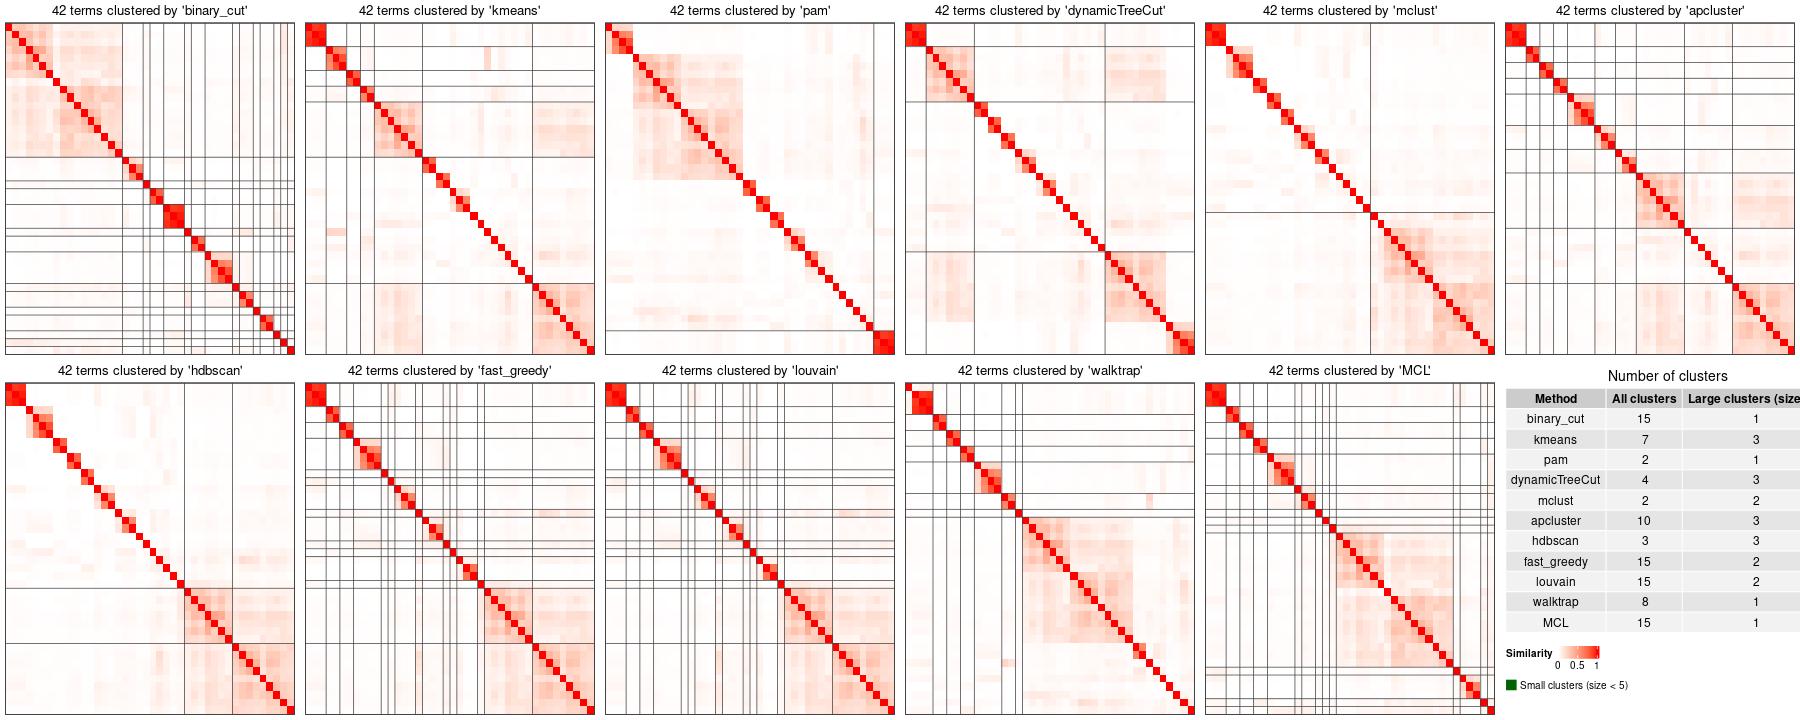 42 terms clustered by 'binary_cut'
42 terms clustered by 'kmeans'
42 terms clustered by 'pam'
42 terms clustered by 'dynamicTreeCut'
42 terms clustered by 'mclust'
42 terms clustered by 'apcluster'
42 terms clustered by 'hdbscan'
42 terms clustered by 'fast_greedy'
42 terms clustered by 'louvain'
42 terms clustered by 'walktrap'
42 terms clustered by 'MCL'
Number of clusters
Method All clusters Large clusters (size
binary_cut 15 1
kmeans 7 3
pam 2 1
dynamicTreeCut 4 3
mclust 2 2
apcluster 10 3
hdbscan 3 3
fast_greedy 15 2
louvain 15 2
walktrap 8 1
MCL 15 1
Similarity
0 0.5 1
Small clusters (size < 5)